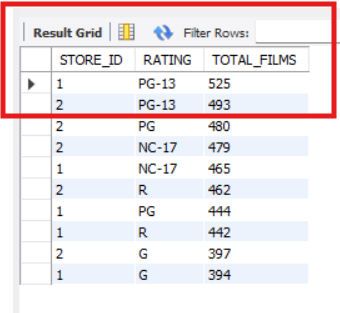 Result Grid Filter Rows:
STORE_ID RATING TOTAL_FILMS
1 PG-13 525
2 PG-13 493
2 PG 480
2 NC-17 479
1 NC-17 465
2 R 462
1 PG 444
1 R 442
2 G 397
1 G 394